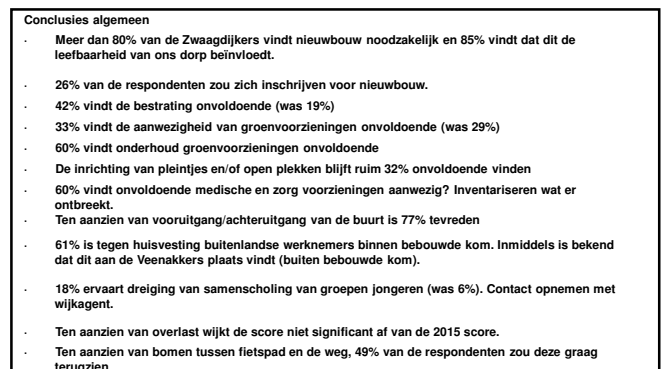 Conclusies algemeen
· Meer dan 80% van de Zwaagdijkers vindt nieuwbouw noodzakelijk en 85% vindt dat dit de
leefbaarheid van ons dorp beïnvloedt.
· 26% van de respondenten zou zich inschrijven voor nieuwbouw.
· 42% vindt de bestrating onvoldoende (was 19%)
· 33% vindt de aanwezigheid van groenvoorzieningen onvoldoende (was 29%)
· 60% vindt onderhoud groenvoorzieningen onvoldoende
· De inrichting van pleintjes en/of open plekken blijft ruim 32% onvoldoende vinden
· 60% vindt onvoldoende medische en zorg voorzieningen aanwezig? Inventariseren wat er
ontbreekt.
· Ten aanzien van vooruitgang/achteruitgang van de buurt is 77% tevreden
· 61% is tegen huisvesting buitenlandse werknemers binnen bebouwde kom. Inmiddels is bekend
dat dit aan de Veenakkers plaats vindt (buiten bebouwde kom).
· 18% ervaart dreiging van samenscholing van groepen jongeren (was 6%). Contact opnemen met
wijkagent.
· Ten aanzien van overlast wijkt de score niet significant af van de 2015 score.
· Ten aanzien van bomen tussen fietspad en de weg, 49% van de respondenten zou deze graag
terugzien